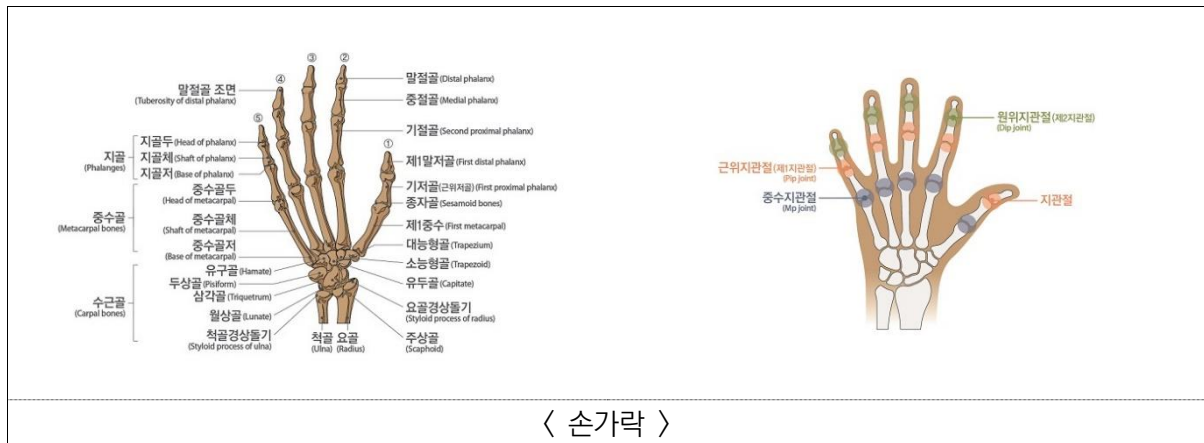 ③
②
④
말절골 (Distal phalanx)
말절골 조면
(Tuberosity of distal phalanx)
중절골 (Medial phalanx)
⑤
기절골 (Second proximal phalanx)
지골
(Phalanges)
지골두 (Head of phalanx)
지골체 (Shaft of phalanx)
지골저 (Base of phalanx)
①
제1말저골 (First distal phalanx)
기저골(근위저골) (First proximal phalanx)
종자골 (Sesamoid bones)
중수골
(Metacarpal bones)
중수골두
(Head of metacarpal)
중수골체
(Shaft of metacarpal)
중수골저
(Base of metacarpal)
제1중수 (First metacarpal)
대능형골 (Trapezium)
소능형골 (Trapezoid)
유두골 (Capitate)
수근골
(Carpal bones)
유구골 (Hamate)
두상골 (Pisiform)
삼각골 (Triquetrum)
월상골 (Lunate)
척골경상돌기
(Styloid process of ulna)
요골경상돌기
(Styloid process of radius)
척골
(Ulna)
요골
(Radius)
주상골
(Scaphoid)
원위지관절 (제2지관절)
(Dip joint)
근위지관절 (제1지관절)
(Pip joint)
중수지관절
(Mp joint)
지관절
〈 손가락 〉